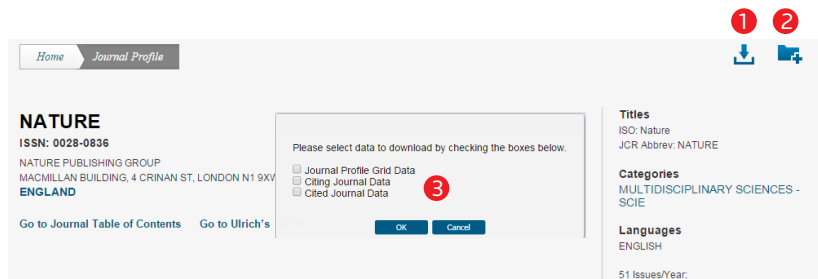 1 2
Home Journal Profile
NATURE
ISSN: 0028-0836
NATURE PUBLISHING GROUP
MACMILLAN BUILDING, 4 CRINAN ST, LONDON N1 9XW
ENGLAND
Go to Journal Table of Contents Go to Ulrich's
Please select data to download by checking the boxes below.
Journal Profile Grid Data
Citing Journal Data
Cited Journal Data
3
OK Cancel
Titles
ISO: Nature
JCR Abbrev: NATURE
Categories
MULTIDISCIPLINARY SCIENCES -
SCIE
Languages
ENGLISH
51 Issues/Year;